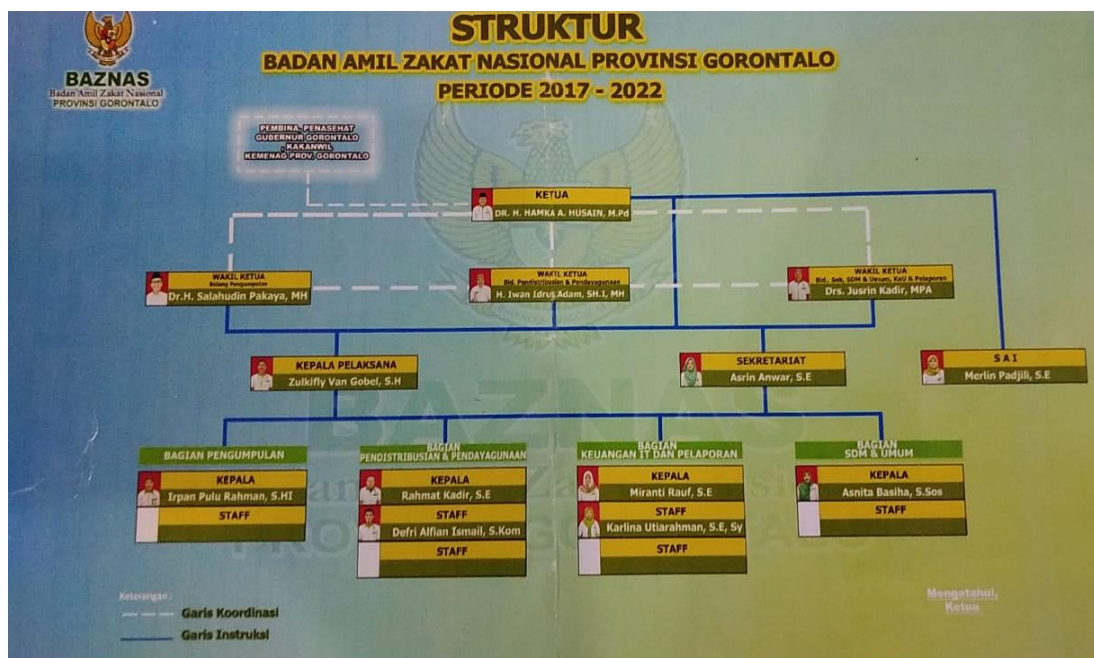 STRUKTUR
BADAN AMIL ZAKAT NASIONAL PROVINSI GORONTALO
PERIODE 2017 - 2022
BAZNAS
Badan Amil Zakat Nasional
PROVINSI GORONTALO
PEMBINA, PENASEHAT
GUBERNUR GORONTALO
, KAKANWIL
KEMENAG PROV. GORONTALO
KETUA
DR. H. HAMKA A. HUSAIN, M.Pd
WAKIL KETUA
Bidang Pengumpulan
Dr.H. Salahudin Pakaya, MH
WAKIL KETUA
Bid. Pendistribusian & Pendayagunaan
H. Iwan Idrus Adam, SH.I, MH
WAKIL KETUA
Bid., Sek, SDM & Umum, Keu & Pelaporan
Drs. Jusrin Kadir, MPA
KEPALA PELAKSANA
Zulkifly Van Gobel, S.H
SEKRETARIAT
Asrin Anwar, S.E
S A I
Merlin Padjili, S.E
BAZNAS
BAGIAN PENGUMPULAN
KEPALA
Irpan Pulu Rahman, S.HI
STAFF
BAGIAN
PENDISTRIBUSIAN & PENDAYAGUNAAN
KEPALA
Rahmat Kadir, S.E
STAFF
Defri Alfian Ismail, S.Kom
STAFF
BAGIAN
KEUANGAN IT DAN PELAPORAN
KEPALA
Miranti Rauf, S.E
STAFF
Karlina Utiarahman, S.E, Sy
STAFF
BAGIAN
SDM & UMUM
KEPALA
Asnita Basiha, S.Sos
STAFF
Keterangan :
Garis Koordinasi
Garis Instruksi
Mengetahui,
Ketua